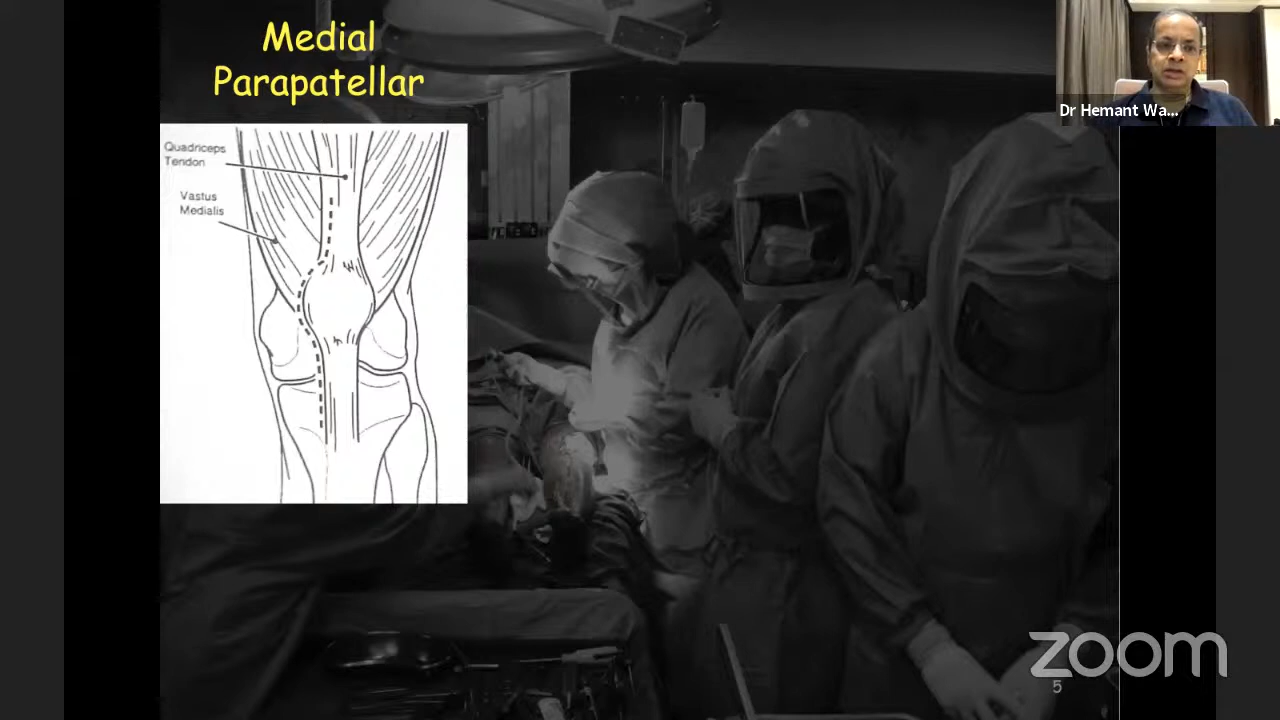 Medial
Parapatellar
Quadriceps
Tendon
Vastus
Medialis
Dr Hemant Wa...
zoom
5